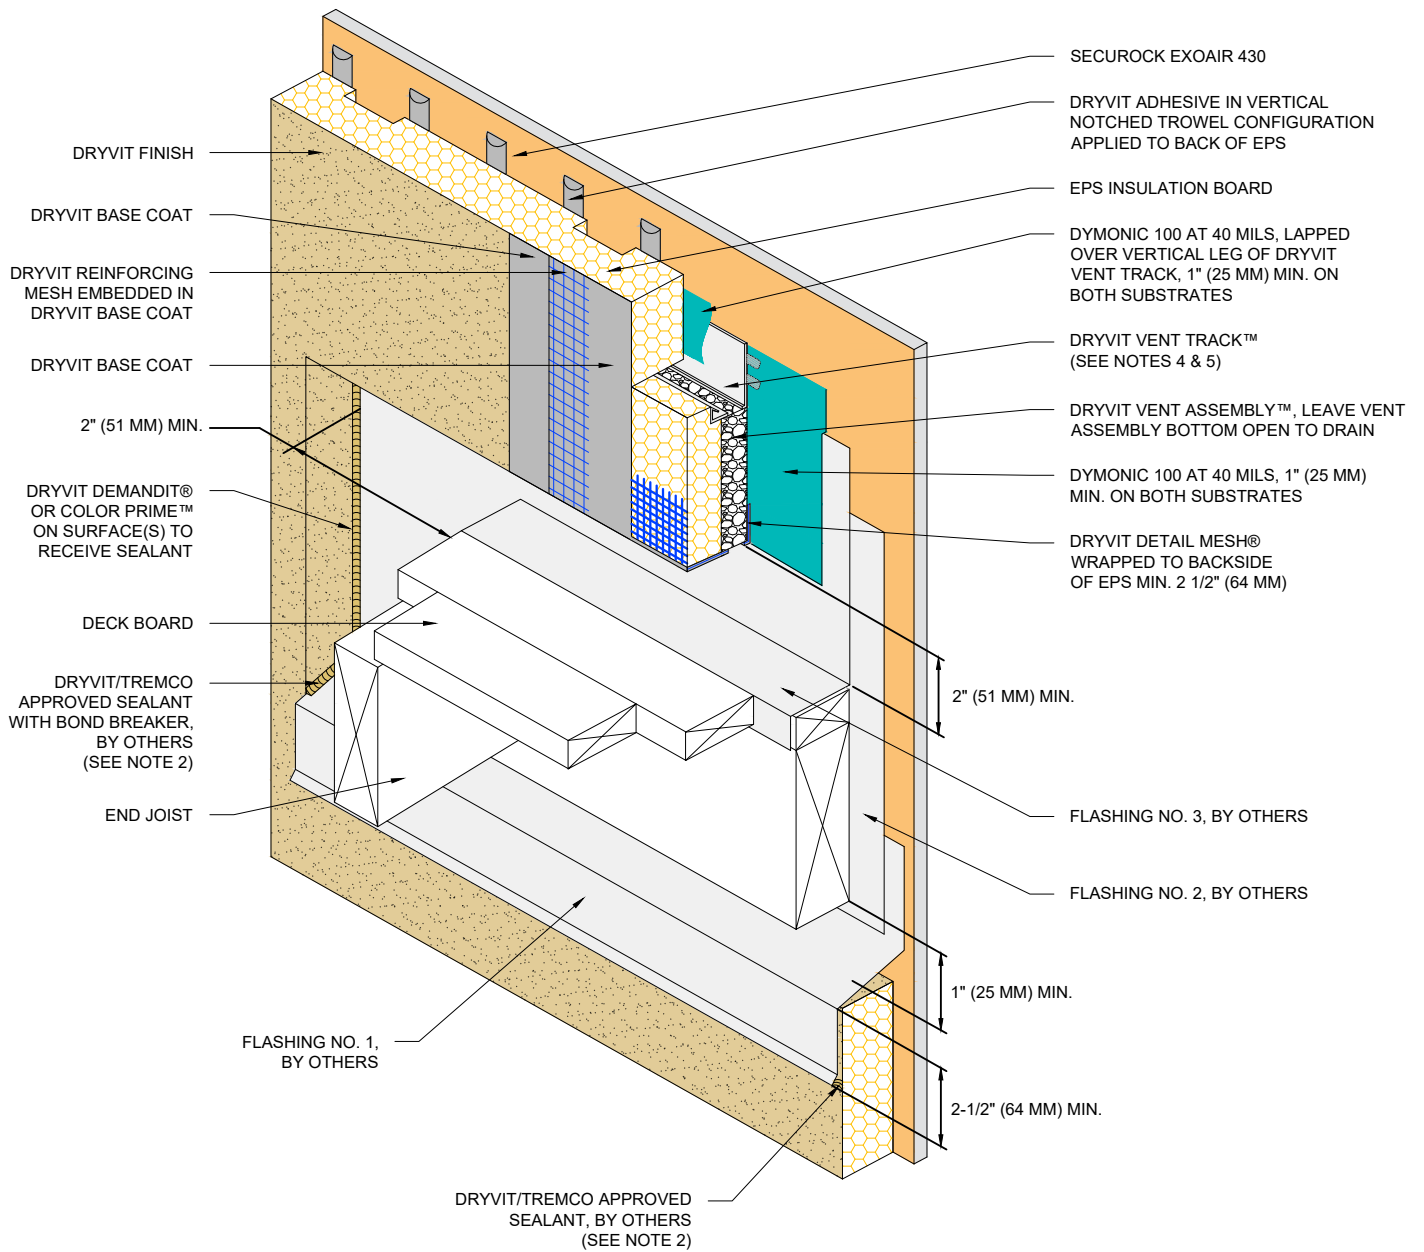 SECUROCK EXOAIR 430
DRYVIT ADHESIVE IN VERTICAL
NOTCHED TROWEL CONFIGURATION
APPLIED TO BACK OF EPS
EPS INSULATION BOARD
DYMONIC 100 AT 40 MILS, LAPPED
OVER VERTICAL LEG OF DRYVIT
VENT TRACK, 1" (25 MM) MIN. ON
BOTH SUBSTRATES
DRYVIT VENT TRACK™
(SEE NOTES 4 & 5)
DRYVIT VENT ASSEMBLY™, LEAVE VENT
ASSEMBLY BOTTOM OPEN TO DRAIN
DYMONIC 100 AT 40 MILS, 1" (25 MM)
MIN. ON BOTH SUBSTRATES
DRYVIT DETAIL MESH®
WRAPPED TO BACKSIDE
OF EPS MIN. 2 1/2" (64 MM)
2" (51 MM) MIN.
FLASHING NO. 3, BY OTHERS
FLASHING NO. 2, BY OTHERS
1" (25 MM) MIN.
2-1/2" (64 MM) MIN.
DRYVIT FINISH
DRYVIT BASE COAT
DRYVIT REINFORCING
MESH EMBEDDED IN
DRYVIT BASE COAT
DRYVIT BASE COAT
2" (51 MM) MIN.
DRYVIT DEMANDIT®
OR COLOR PRIME™
ON SURFACE(S) TO
RECEIVE SEALANT
DECK BOARD
DRYVIT/TREMCO
APPROVED SEALANT
WITH BOND BREAKER,
BY OTHERS
(SEE NOTE 2)
END JOIST
FLASHING NO. 1,
BY OTHERS
DRYVIT/TREMCO APPROVED
SEALANT, BY OTHERS
(SEE NOTE 2)